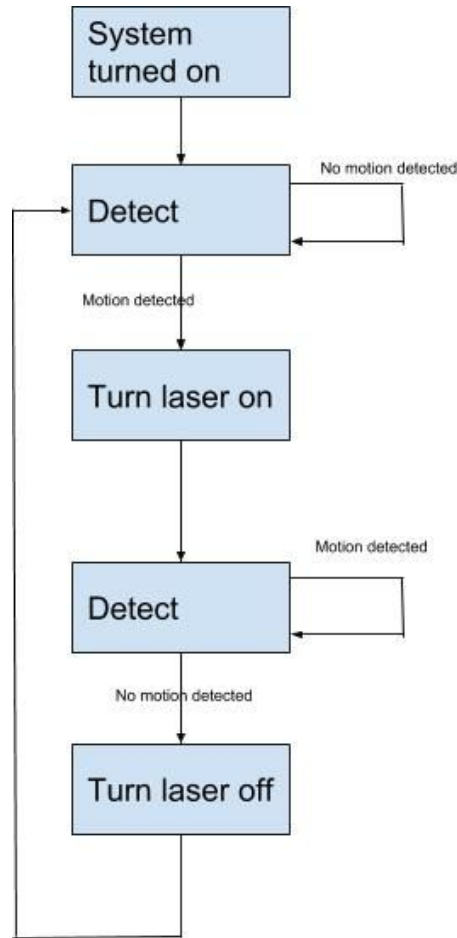 System
turned on
No motion detected
Detect
Motion detected
Turn laser on
Motion detected
Detect
No motion detected
Turn laser off